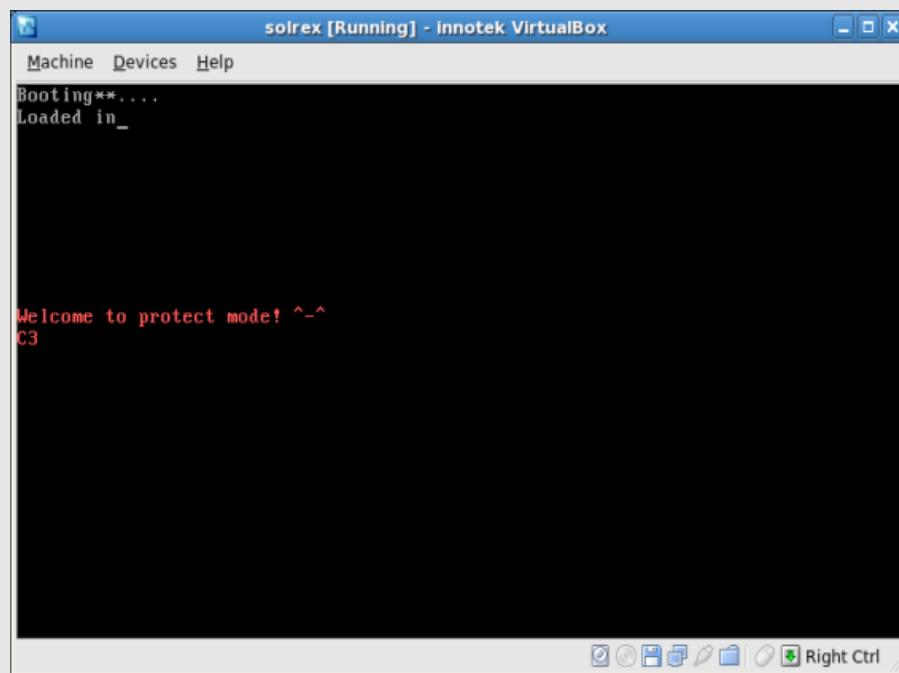 solrex [Running] - innotek VirtualBox
Machine Devices Help
Booting**....
Loaded in_
Welcome to protect mode! ^-^
C3
Right Ctrl